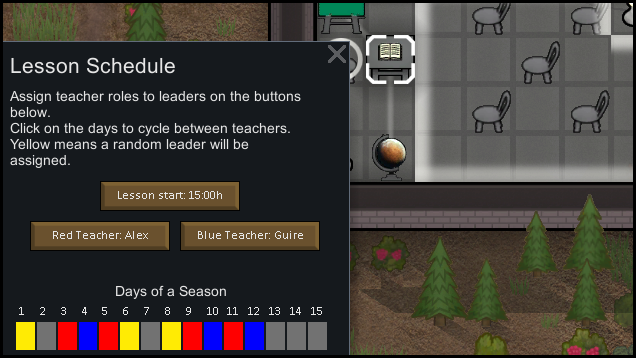 Lesson Schedule
Assign teacher roles to leaders on the buttons
below.
Click on the days to cycle between teachers.
Yellow means a random leader will be
assigned.
Lesson start: 15:00h
Red Teacher: Alex
Blue Teacher: Guire
Days of a Season
1 2 3 4 5 6 7 8 9 10 11 12 13 14 15